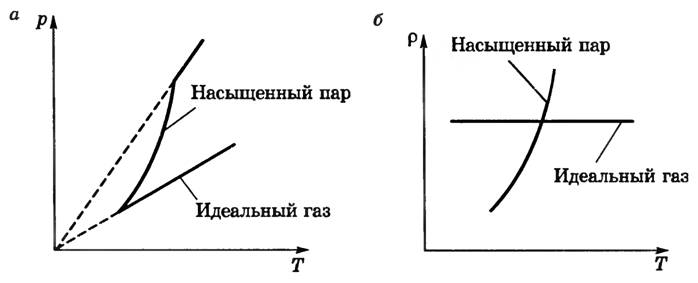 а
p
Насыщенный пар
Идеальный газ
T
б
ρ
Насыщенный пар
Идеальный газ
T